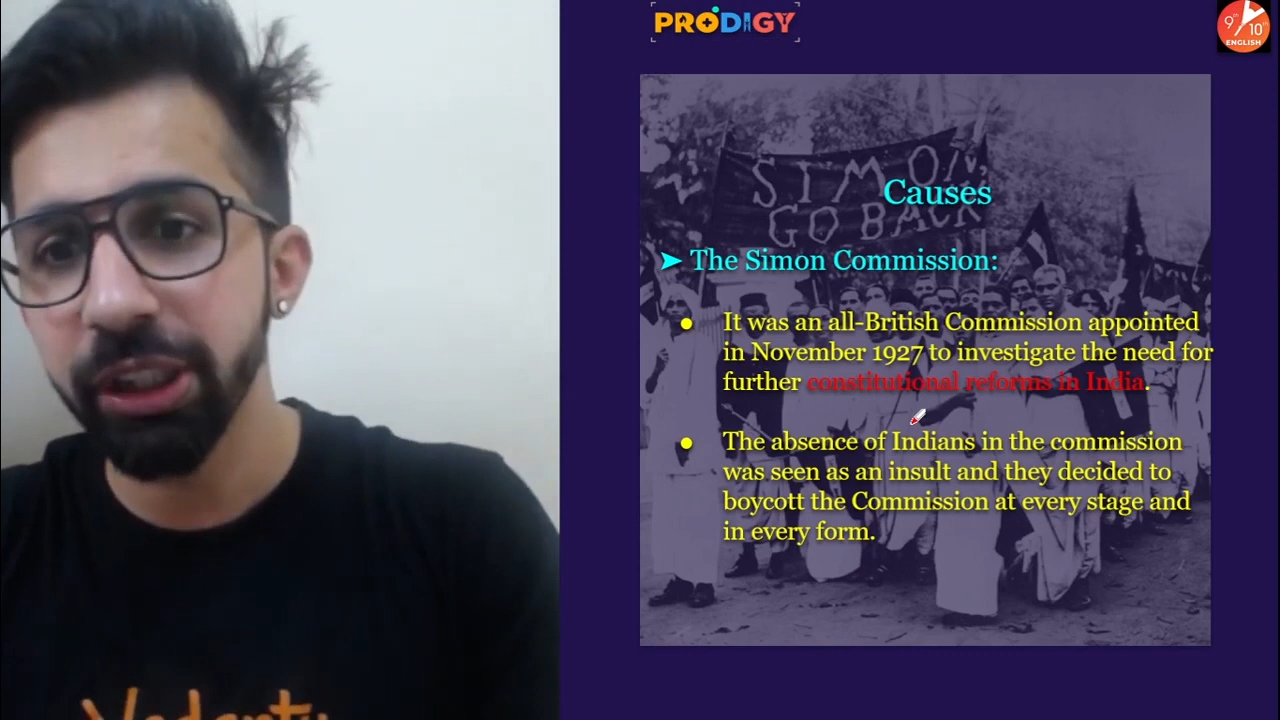 PRODIGY
9th 10th
ENGLISH
SIMON,
GO BACK
Causes
➤ The Simon Commission:
● It was an all-British Commission appointed
in November 1927 to investigate the need for
further constitutional reforms in India.
● The absence of Indians in the commission
was seen as an insult and they decided to
boycott the Commission at every stage and
in every form.
Vedantu